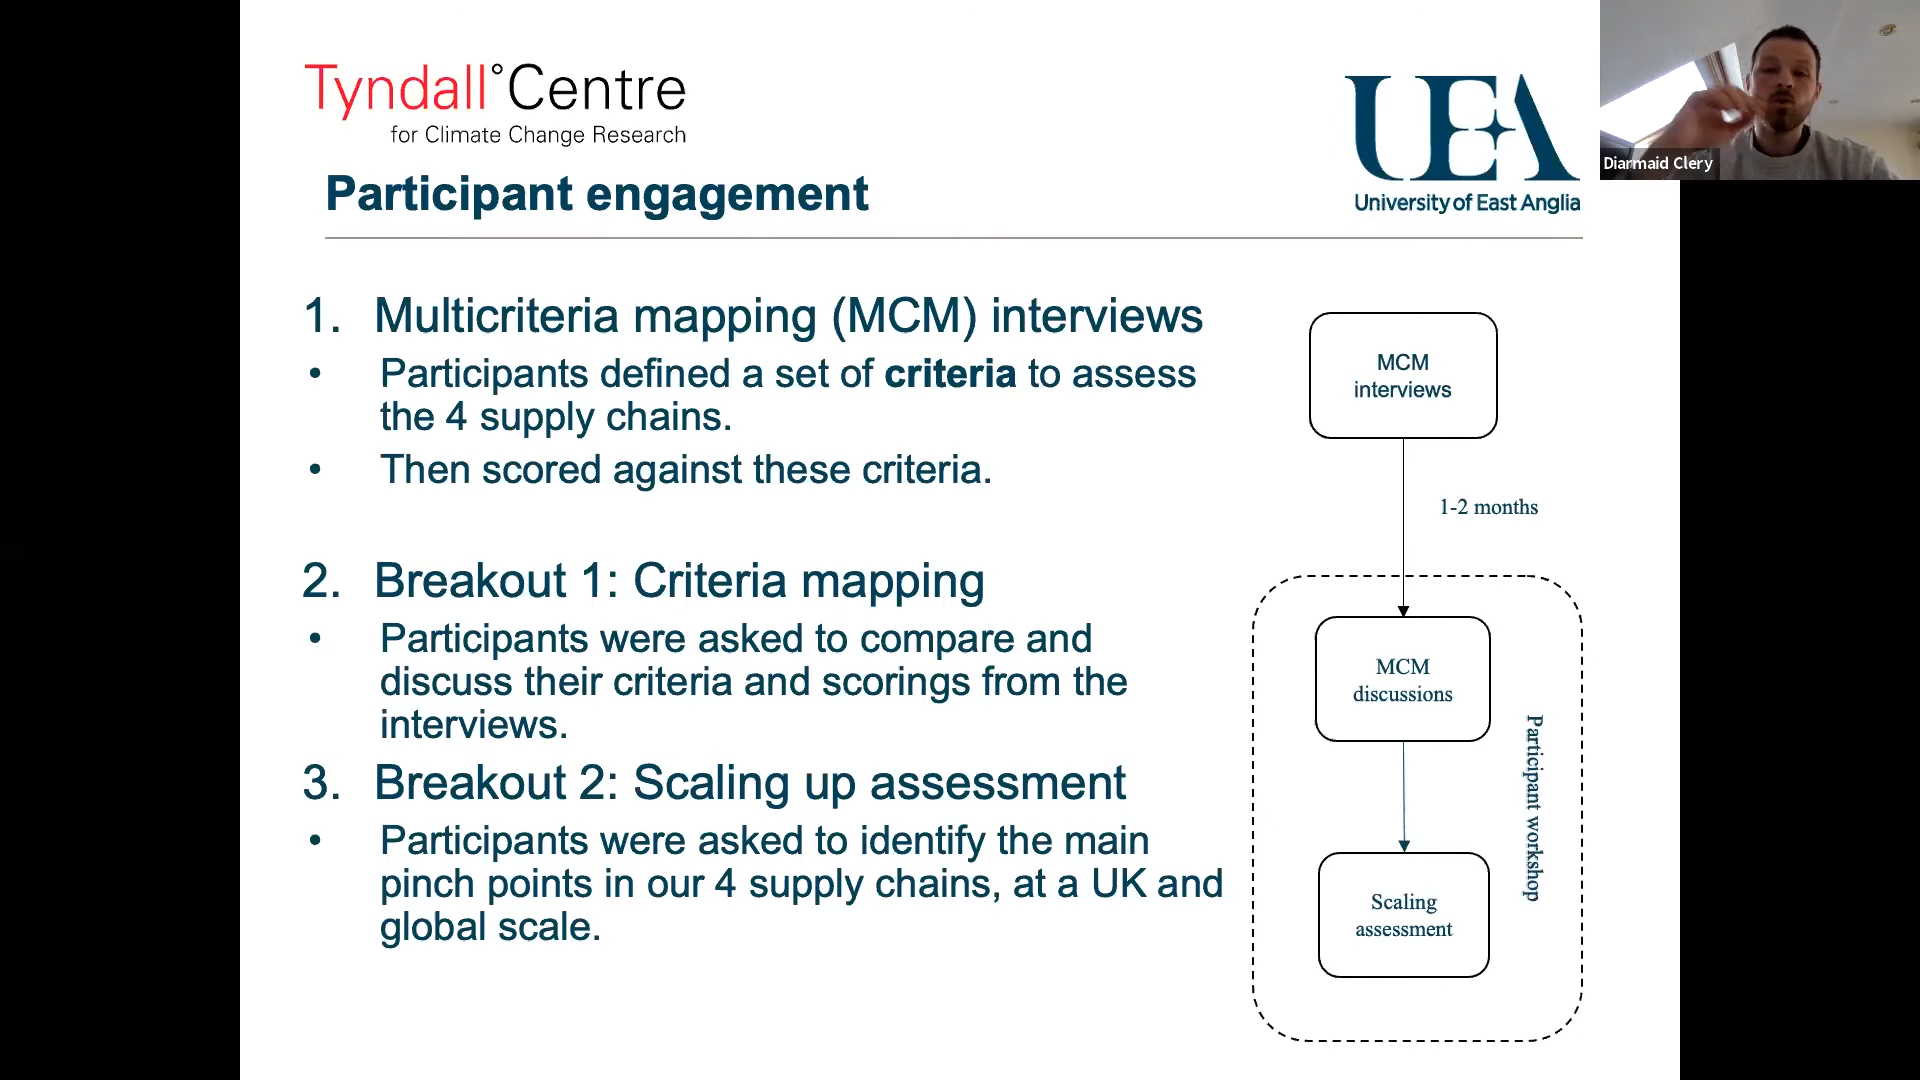 Tyndall°Centre
for Climate Change Research
UEA
University of East Anglia
Diarmaid Clery
Participant engagement
1. Multicriteria mapping (MCM) interviews
• Participants defined a set of criteria to assess
the 4 supply chains.
• Then scored against these criteria.
2. Breakout 1: Criteria mapping
• Participants were asked to compare and
discuss their criteria and scorings from the
interviews.
3. Breakout 2: Scaling up assessment
• Participants were asked to identify the main
pinch points in our 4 supply chains, at a UK and
global scale.
MCM
interviews
1-2 months
MCM
discussions
Participant workshop
Scaling
assessment